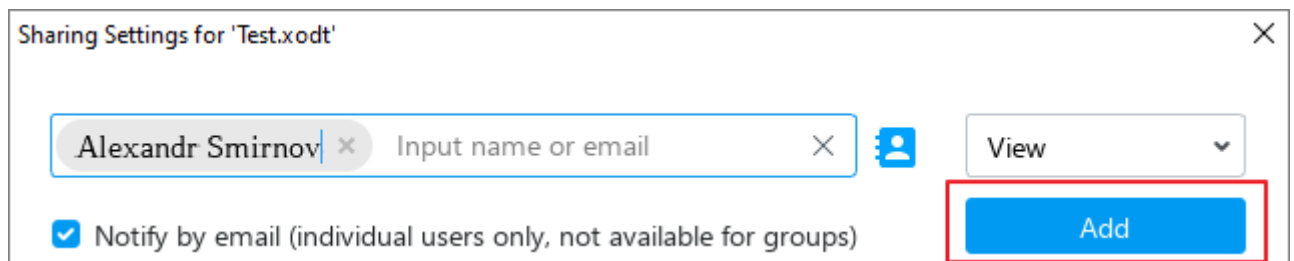 Sharing Settings for 'Test.xodt'
Alexandr Smirnov Input name or email View
Notify by email (individual users only, not available for groups) Add